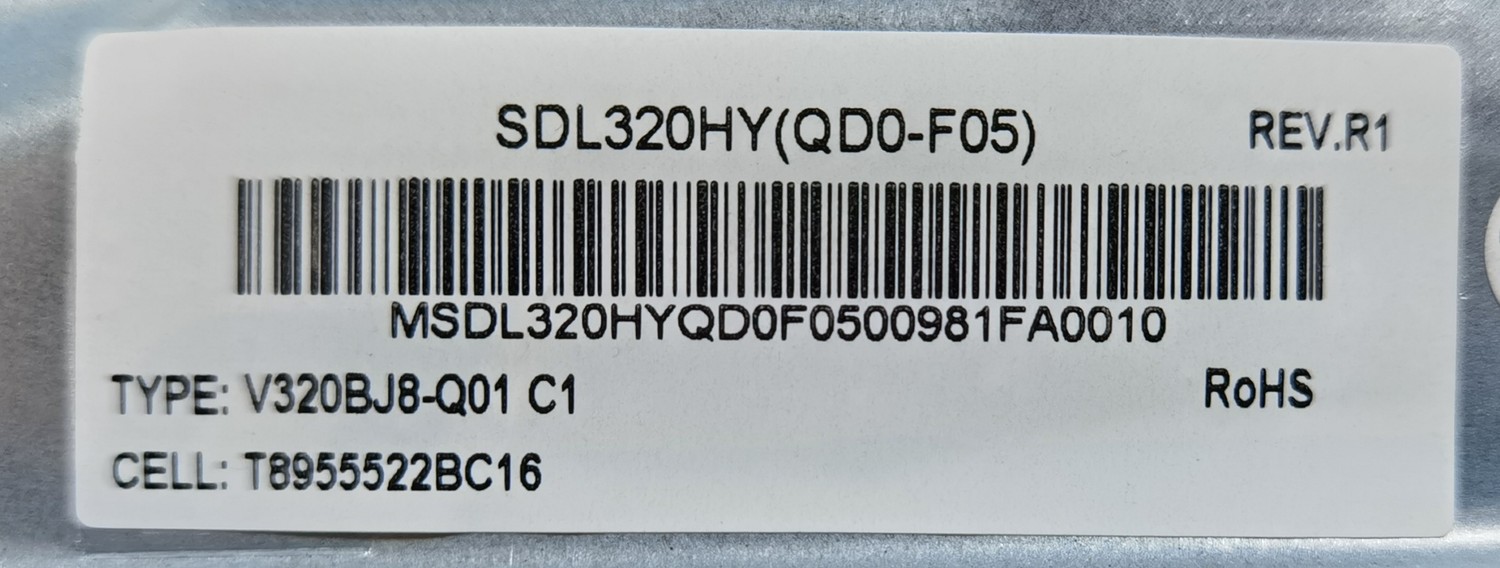 SDL320HY(QD0-F05)
REV.R1
MSDL320HYQD0F0500981FA0010
TYPE: V320BJ8-Q01 C1
RoHS
CELL: T8955522BC16